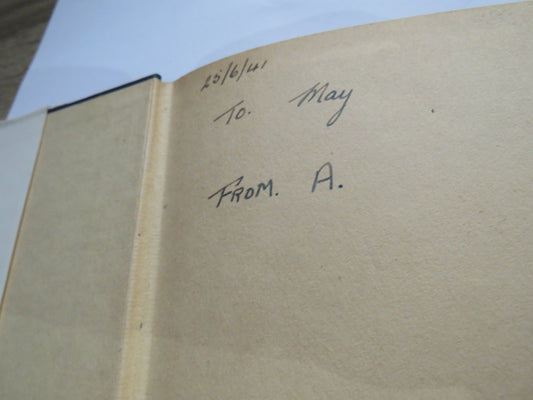 25/6/41
To. May
FROM. A.